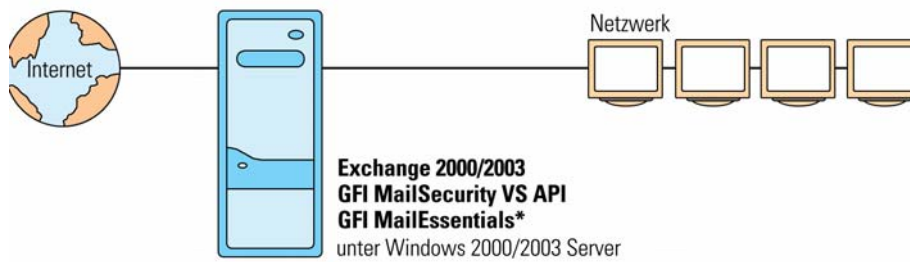 Netzwerk
Internet
Exchange 2000/2003
GFI MailSecurity VS API
GFI MailEssentials*
unter Windows 2000/2003 Server